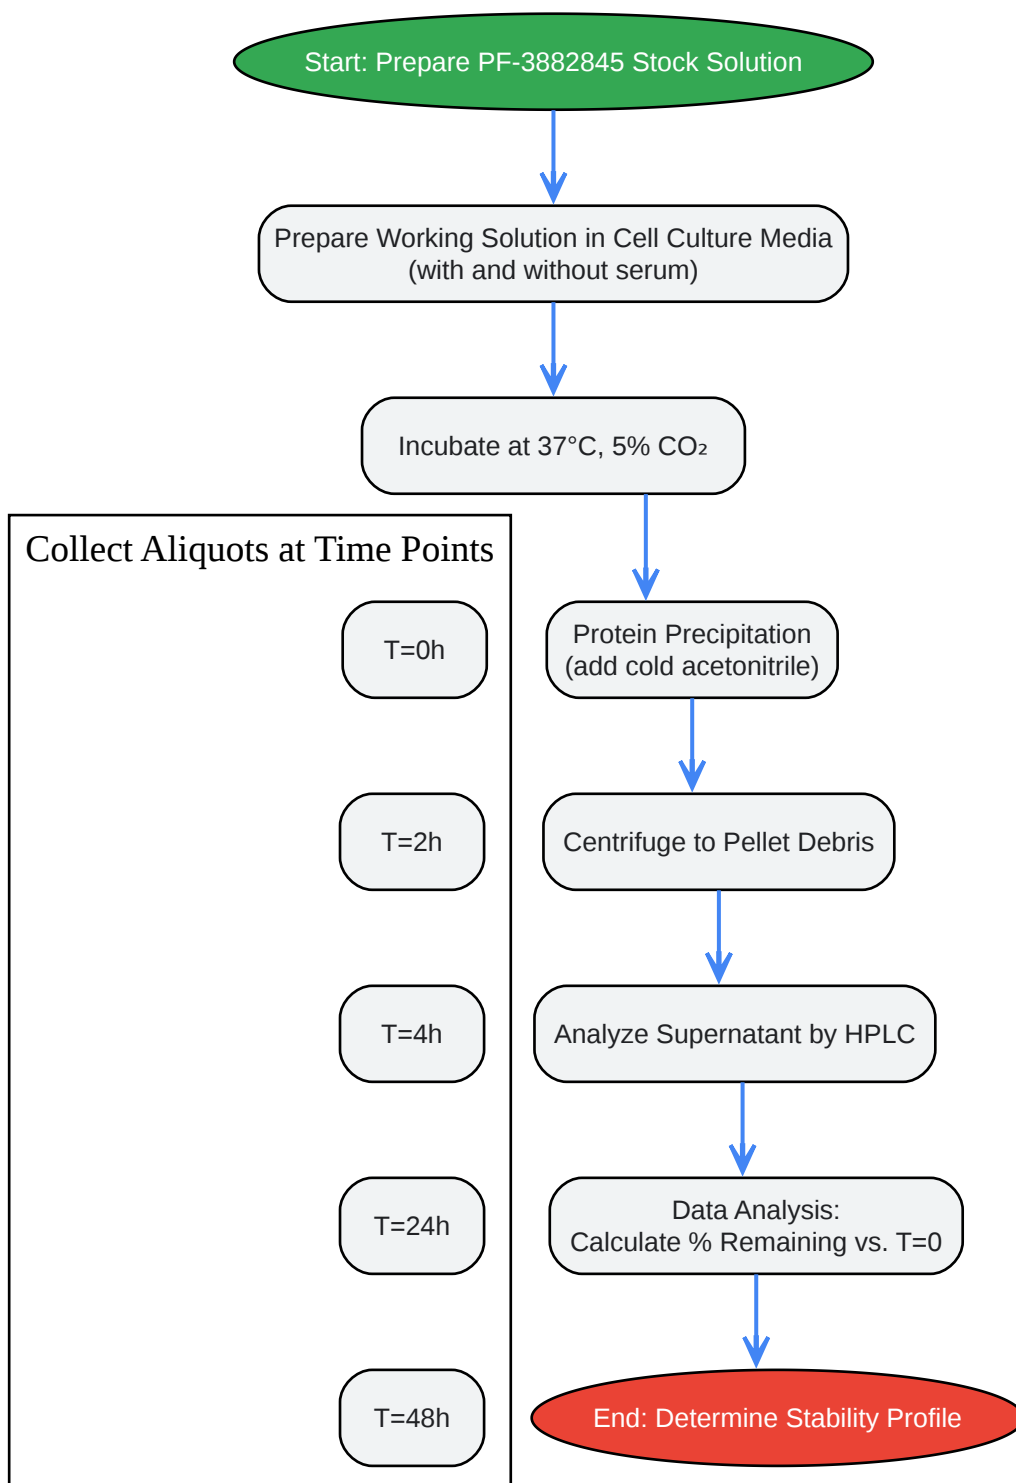 Start: Prepare PF-3882845 Stock Solution
Prepare Working Solution in Cell Culture Media
(with and without serum)
Incubate at 37°C, 5% CO₂
Collect Aliquots at Time Points
T=0h
T=2h
T=4h
T=24h
T=48h
Protein Precipitation
(add cold acetonitrile)
Centrifuge to Pellet Debris
Analyze Supernatant by HPLC
Data Analysis:
Calculate % Remaining vs. T=0
End: Determine Stability Profile